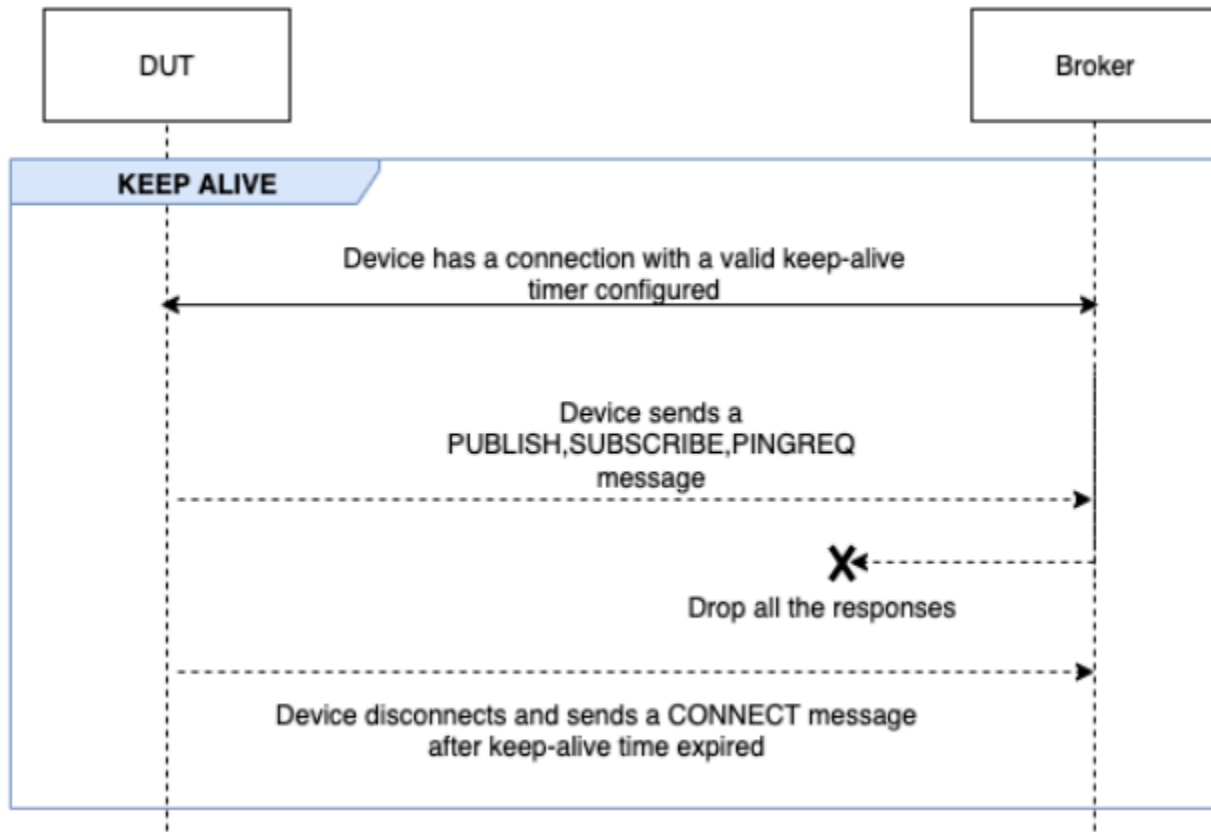 DUT
Broker
KEEP ALIVE
Device has a connection with a valid keep-alive
timer configured
Device sends a
PUBLISH,SUBSCRIBE,PINGREQ
message
Drop all the responses
Device disconnects and sends a CONNECT message
after keep-alive time expired